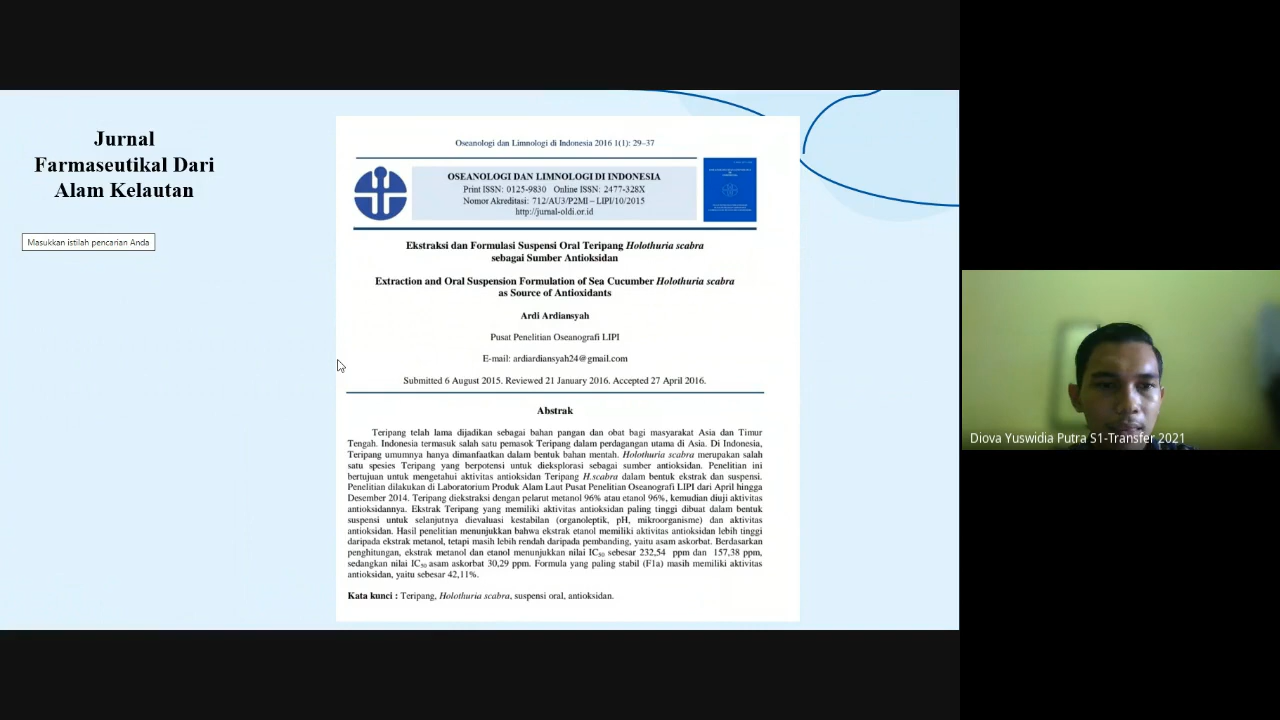 Jurnal
Farmaseutikal Dari
Alam Kelautan
Masukkan istilah pencarian Anda
Oseanologi dan Limnologi di Indonesia 2016 1(1): 29–37
OSEANOLOGI DAN LIMNOLOGI DI INDONESIA
Print ISSN: 0125-9830 Online ISSN: 2477-328X
Nomor Akreditasi: 712/AU3/P2MI – LIPI/10/2015
http://jurnal-oldi.or.id
Ekstraksi dan Formulasi Suspensi Oral Teripang Holothuria scabra
sebagai Sumber Antioksidan
Extraction and Oral Suspension Formulation of Sea Cucumber Holothuria scabra
as Source of Antioxidants
Ardi Ardiansyah
Pusat Penelitian Oseanografi LIPI
E-mail: ardiardiansyah24@gmail.com
Submitted 6 August 2015. Reviewed 21 January 2016. Accepted 27 April 2016.
Abstrak
Teripang telah lama dijadikan sebagai bahan pangan dan obat bagi masyarakat Asia dan Timur
Tengah. Indonesia termasuk salah satu pemasok Teripang dalam perdagangan utama di Asia. Di Indonesia,
Teripang umumnya hanya dimanfaatkan dalam bentuk bahan mentah. Holothuria scabra merupakan salah
satu spesies Teripang yang berpotensi untuk dieksplorasi sebagai sumber antioksidan. Penelitian ini
bertujuan untuk mengetahui aktivitas antioksidan Teripang H.scabra dalam bentuk ekstrak dan suspensi.
Penelitian dilakukan di Laboratorium Produk Alam Laut Pusat Penelitian Oseanografi LIPI dari April hingga
Desember 2014. Teripang diekstraksi dengan pelarut metanol 96% atau etanol 96%, kemudian diuji aktivitas
antioksidannya. Ekstrak Teripang yang memiliki aktivitas antioksidan paling tinggi dibuat dalam bentuk
suspensi untuk selanjutnya dievaluasi kestabilan (organoleptik, pH, mikroorganisme) dan aktivitas
antioksidan. Hasil penelitian menunjukkan bahwa ekstrak etanol memiliki aktivitas antioksidan lebih tinggi
daripada ekstrak metanol, tetapi masih lebih rendah daripada pembanding, yaitu asam askorbat. Berdasarkan
penghitungan, ekstrak metanol dan etanol menunjukkan nilai IC50 sebesar 232,54 ppm dan 157,38 ppm,
sedangkan nilai IC50 asam askorbat 30,29 ppm. Formula yang paling stabil (F1a) masih memiliki aktivitas
antioksidan, yaitu sebesar 42,11%.
Kata kunci : Teripang, Holothuria scabra, suspensi oral, antioksidan.
Diova Yuswidia Putra S1-Transfer 2021